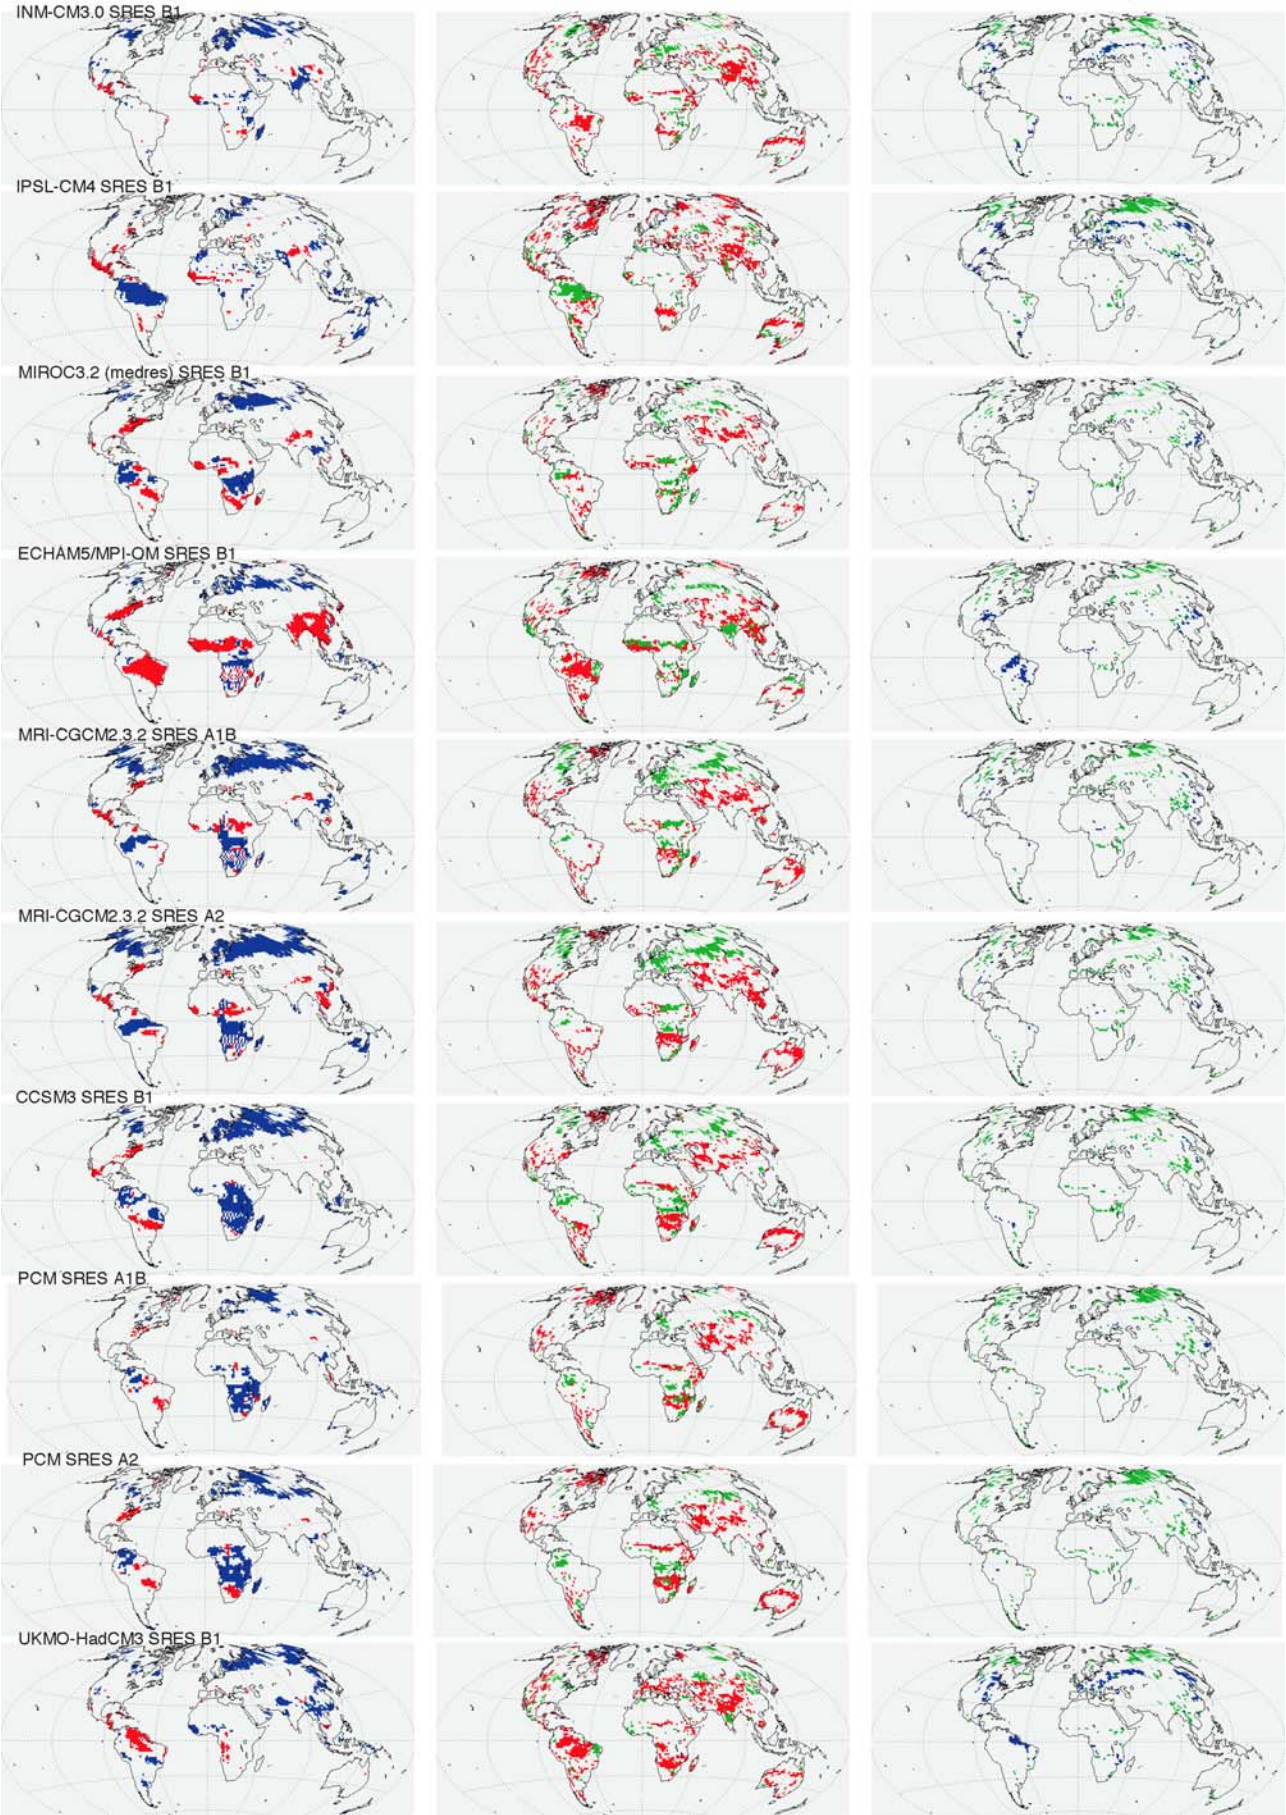 INM-CM3.0 SRES B1
IPSL-CM4 SRES B1
MIROC3.2 (medres) SRES B1
ECHAM5/MPI-OM SRES B1
MRI-CGCM2.3.2 SRES A1B
MRI-CGCM2.3.2 SRES A2
CCSM3 SRES B1
PCM SRES A1B
PCM SRES A2
UKMO-HadCM3 SRES B1